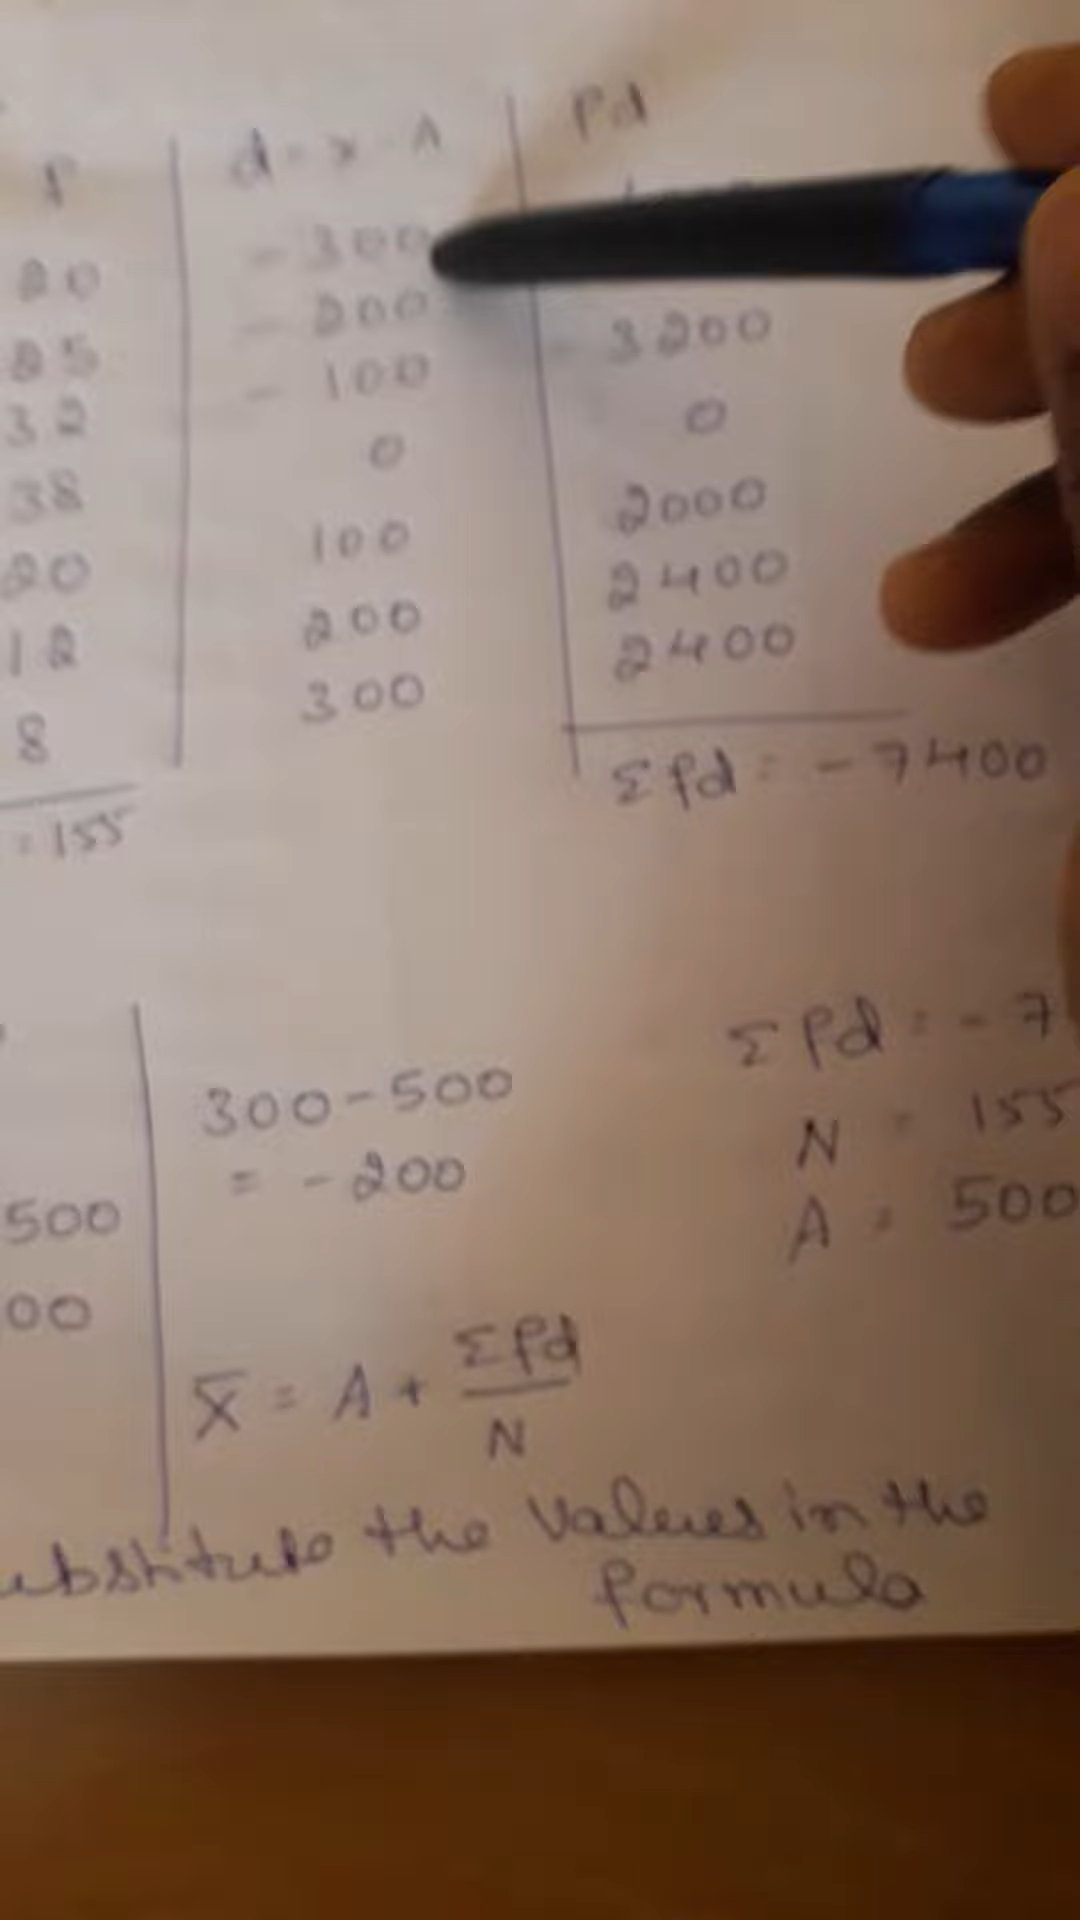 f | d = x - A | fd
20 | - 300
25 | - 200
32 | - 100 | - 3200
38 | 0 | 0
20 | 100 | 2000
12 | 200 | 2400
8 | 300 | 2400
= 155 | Σfd = - 7400
300 - 500
= - 200
500
00
Σfd = - 7
N = 155
A = 500
X̄ = A + Σfd / N
ubstitute the values in the
formula